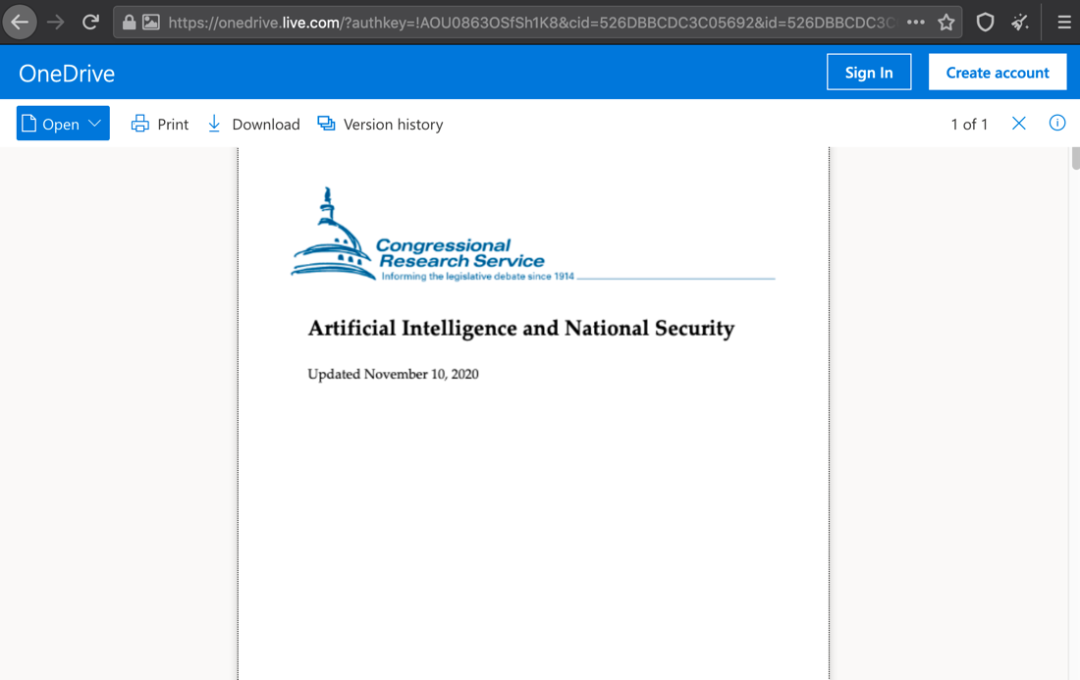 https://onedrive.live.com/?authkey=!AOU0863OSfSh1K8&cid=526DBBCDC3C05692&id=526DBBCDC3C
OneDrive
Sign In
Create account
Open
Print
Download
Version history
1 of 1
Congressional
Research Service
Informing the legislative debate since 1914
Artificial Intelligence and National Security
Updated November 10, 2020